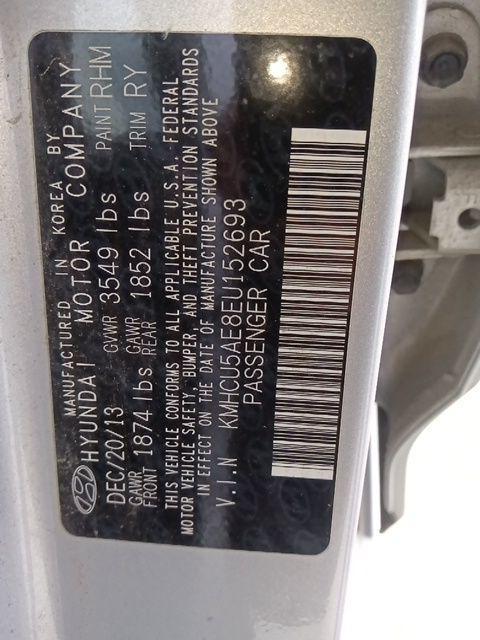 MANUFACTURED IN KOREA BY
HYUNDAI MOTOR COMPANY
DEC/20/13 GVWR 3549 lbs PAINT RHM
GAWR FRONT 1874 lbs GAWR REAR 1852 lbs TRIM RY
THIS VEHICLE CONFORMS TO ALL APPLICABLE U.S.A. FEDERAL
MOTOR VEHICLE SAFETY, BUMPER, AND THEFT PREVENTION STANDARDS
IN EFFECT ON THE DATE OF MANUFACTURE SHOWN ABOVE
V.I.N KMHCU5AE8EU152693
PASSENGER CAR